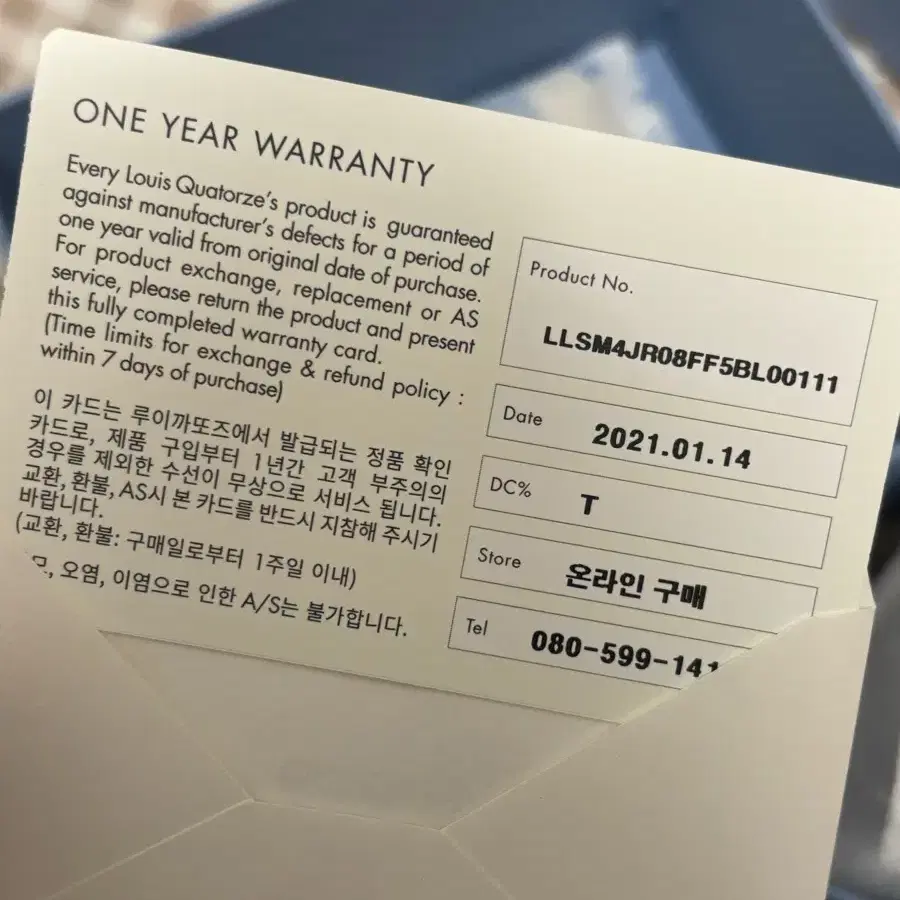 ONE YEAR WARRANTY
Every Louis Quatorze's product is guaranteed
against manufacturer's defects for a period of
one year valid from original date of purchase.
For product exchange, replacement or AS
service, please return the product and present
this fully completed warranty card.
(Time limits for exchange & refund policy :
within 7 days of purchase)
이 카드는 루이까또즈에서 발급되는 정품 확인
카드로, 제품 구입부터 1년간 고객 부주의의
경우를 제외한 수선이 무상으로 서비스 됩니다.
교환, 환불, AS시 본 카드를 반드시 지참해 주시기
바랍니다.
(교환, 환불: 구매일로부터 1주일 이내)
오염, 이염으로 인한 A/S는 불가합니다.
Product No.
LLSM4JR08FF5BL00111
Date
2021.01.14
DC%
T
Store
온라인 구매
Tel
080-599-141